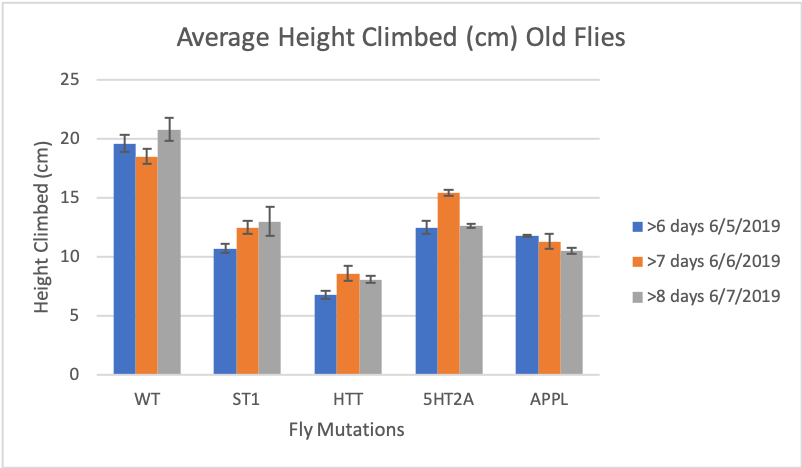 Average Height Climbed (cm) Old Flies
25
20
15
10
5
0
Height Climbed (cm)
WT ST1 HTT 5HT2A APPL
Fly Mutations
>6 days 6/5/2019
>7 days 6/6/2019
>8 days 6/7/2019